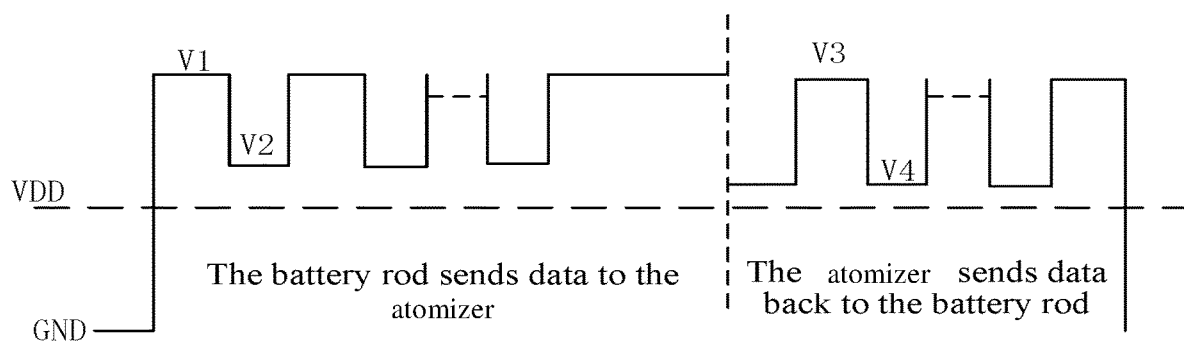 V1
V3
V2
V4
VDD
The battery rod sends data to the
atomizer
The atomizer sends data
back to the battery rod
GND